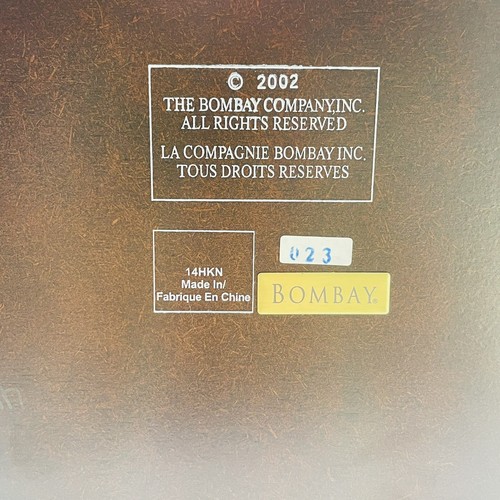 © 2002
THE BOMBAY COMPANY,INC.
ALL RIGHTS RESERVED
LA COMPAGNIE BOMBAY INC.
TOUS DROITS RESERVES
023
14HKN
Made In/
Fabrique En Chine
BOMBAY®